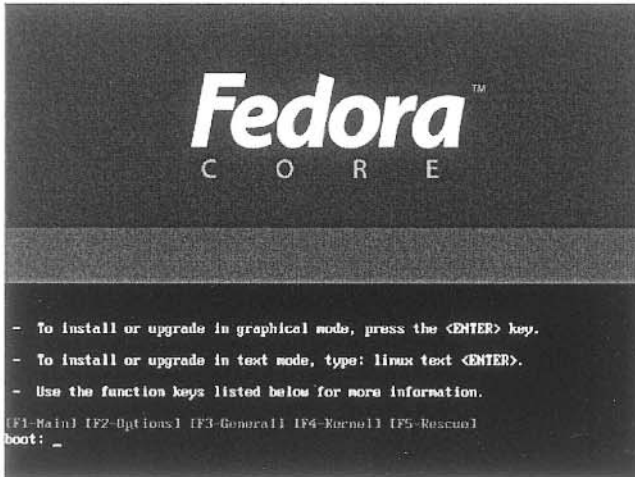 Fedora™
CORE
- To install or upgrade in graphical mode, press the <ENTER> key.
- To install or upgrade in text mode, type: linux text <ENTER>.
- Use the function keys listed below for more information.
[F1-Main] [F2-Options] [F3-General] [F4-Kernel] [F5-Rescue]
boot: _